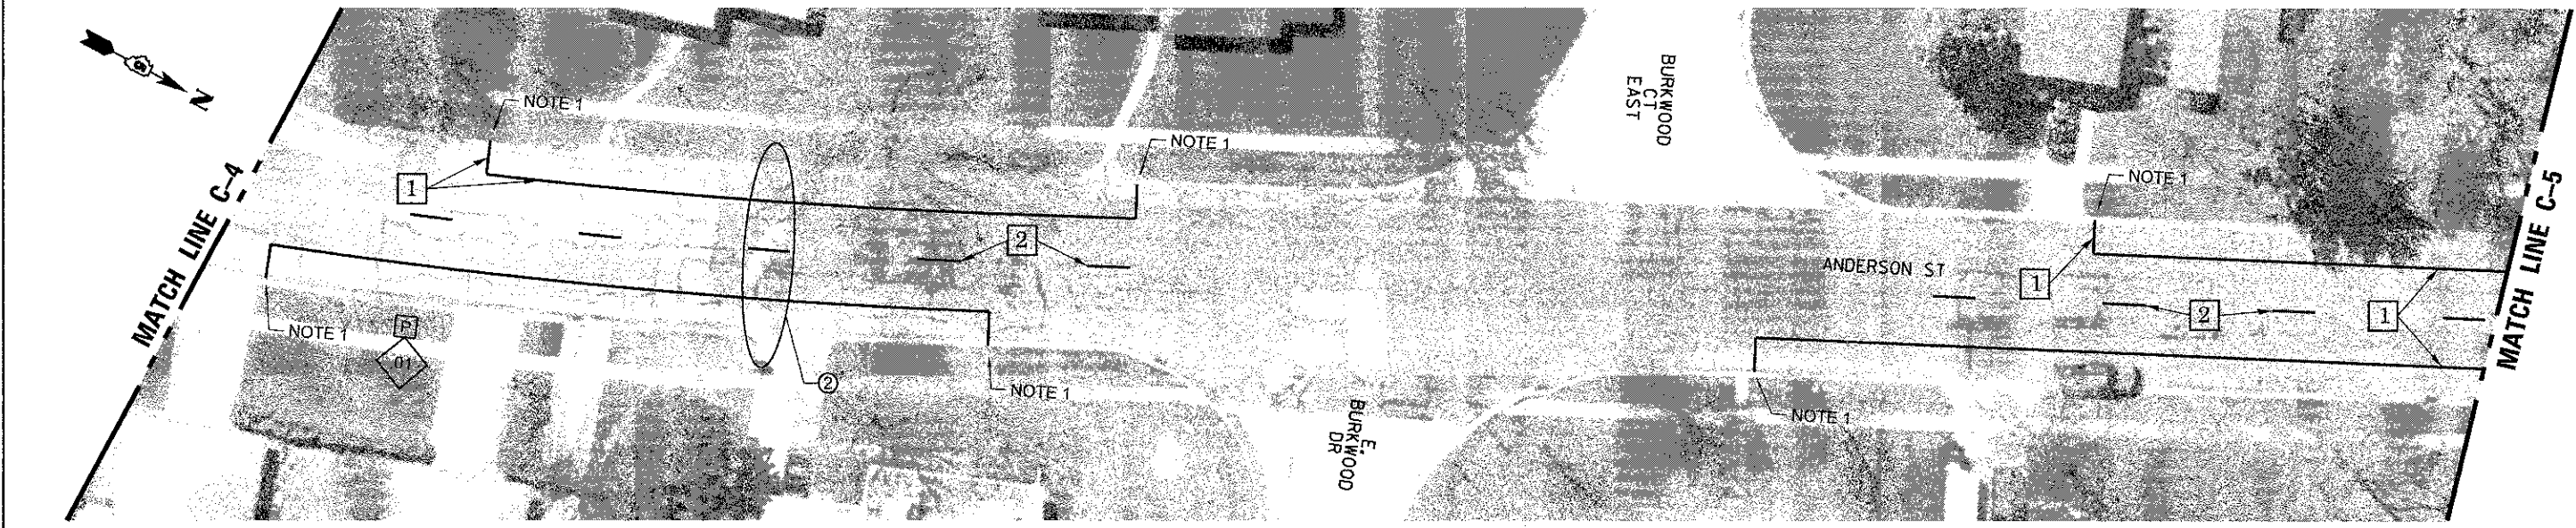 N
MATCH LINE C-4
NOTE 1
NOTE 1
1
2
NOTE 1
P
01
2
NOTE 1
BURKWOOD
CT
EAST
E.
BURKWOOD
DR
ANDERSON ST
NOTE 1
1
2
1
NOTE 1
MATCH LINE C-5